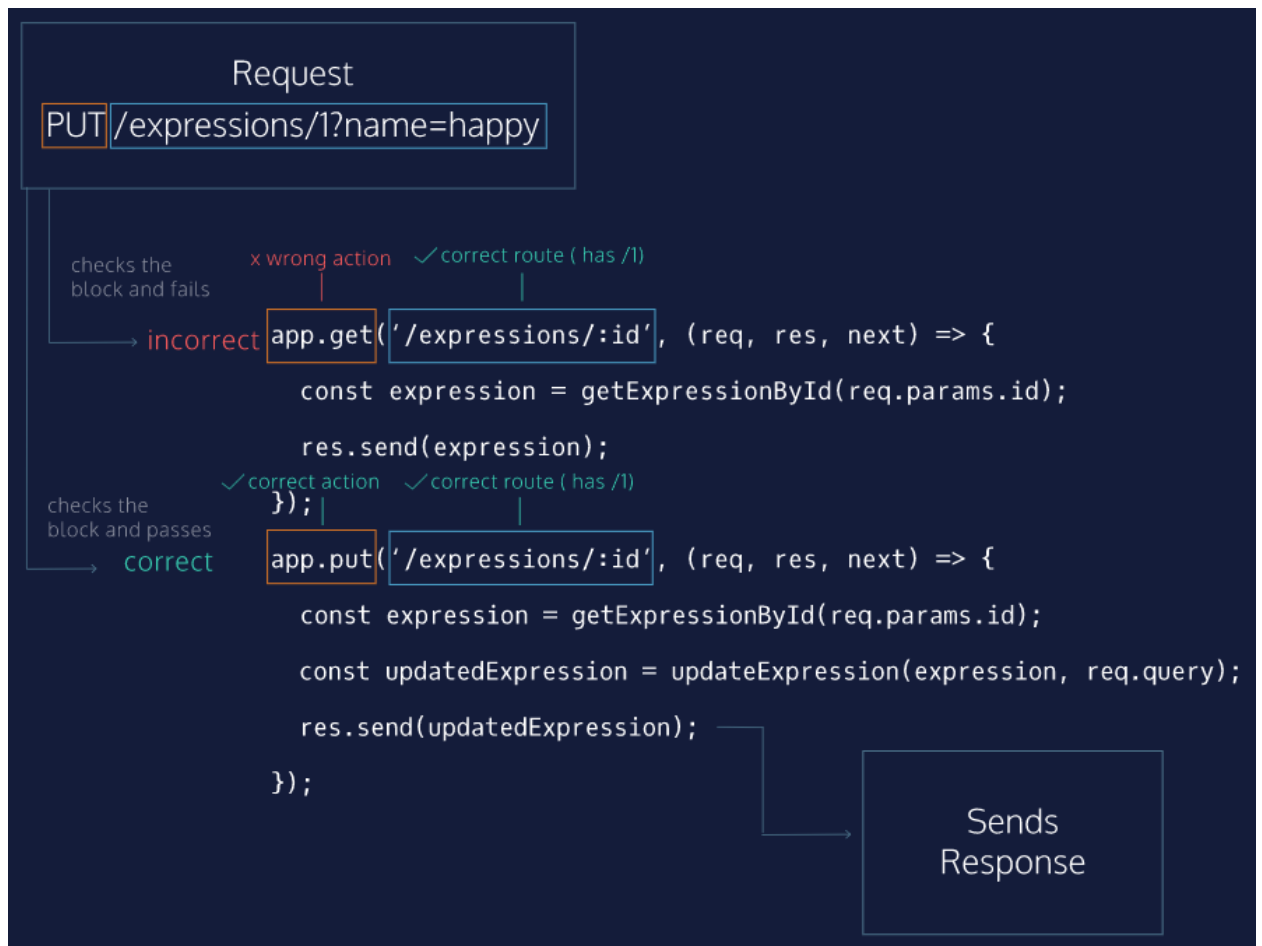 Request
PUT /expressions/1?name=happy
checks the
block and fails
x wrong action
✓ correct route ( has /1)
incorrect
app.get(‘/expressions/:id’, (req, res, next) => {
const expression = getExpressionById(req.params.id);
res.send(expression);
✓ correct action
✓ correct route ( has /1)
});
checks the
block and passes
correct
app.put(‘/expressions/:id’, (req, res, next) => {
const expression = getExpressionById(req.params.id);
const updatedExpression = updateExpression(expression, req.query);
res.send(updatedExpression);
});
Sends
Response